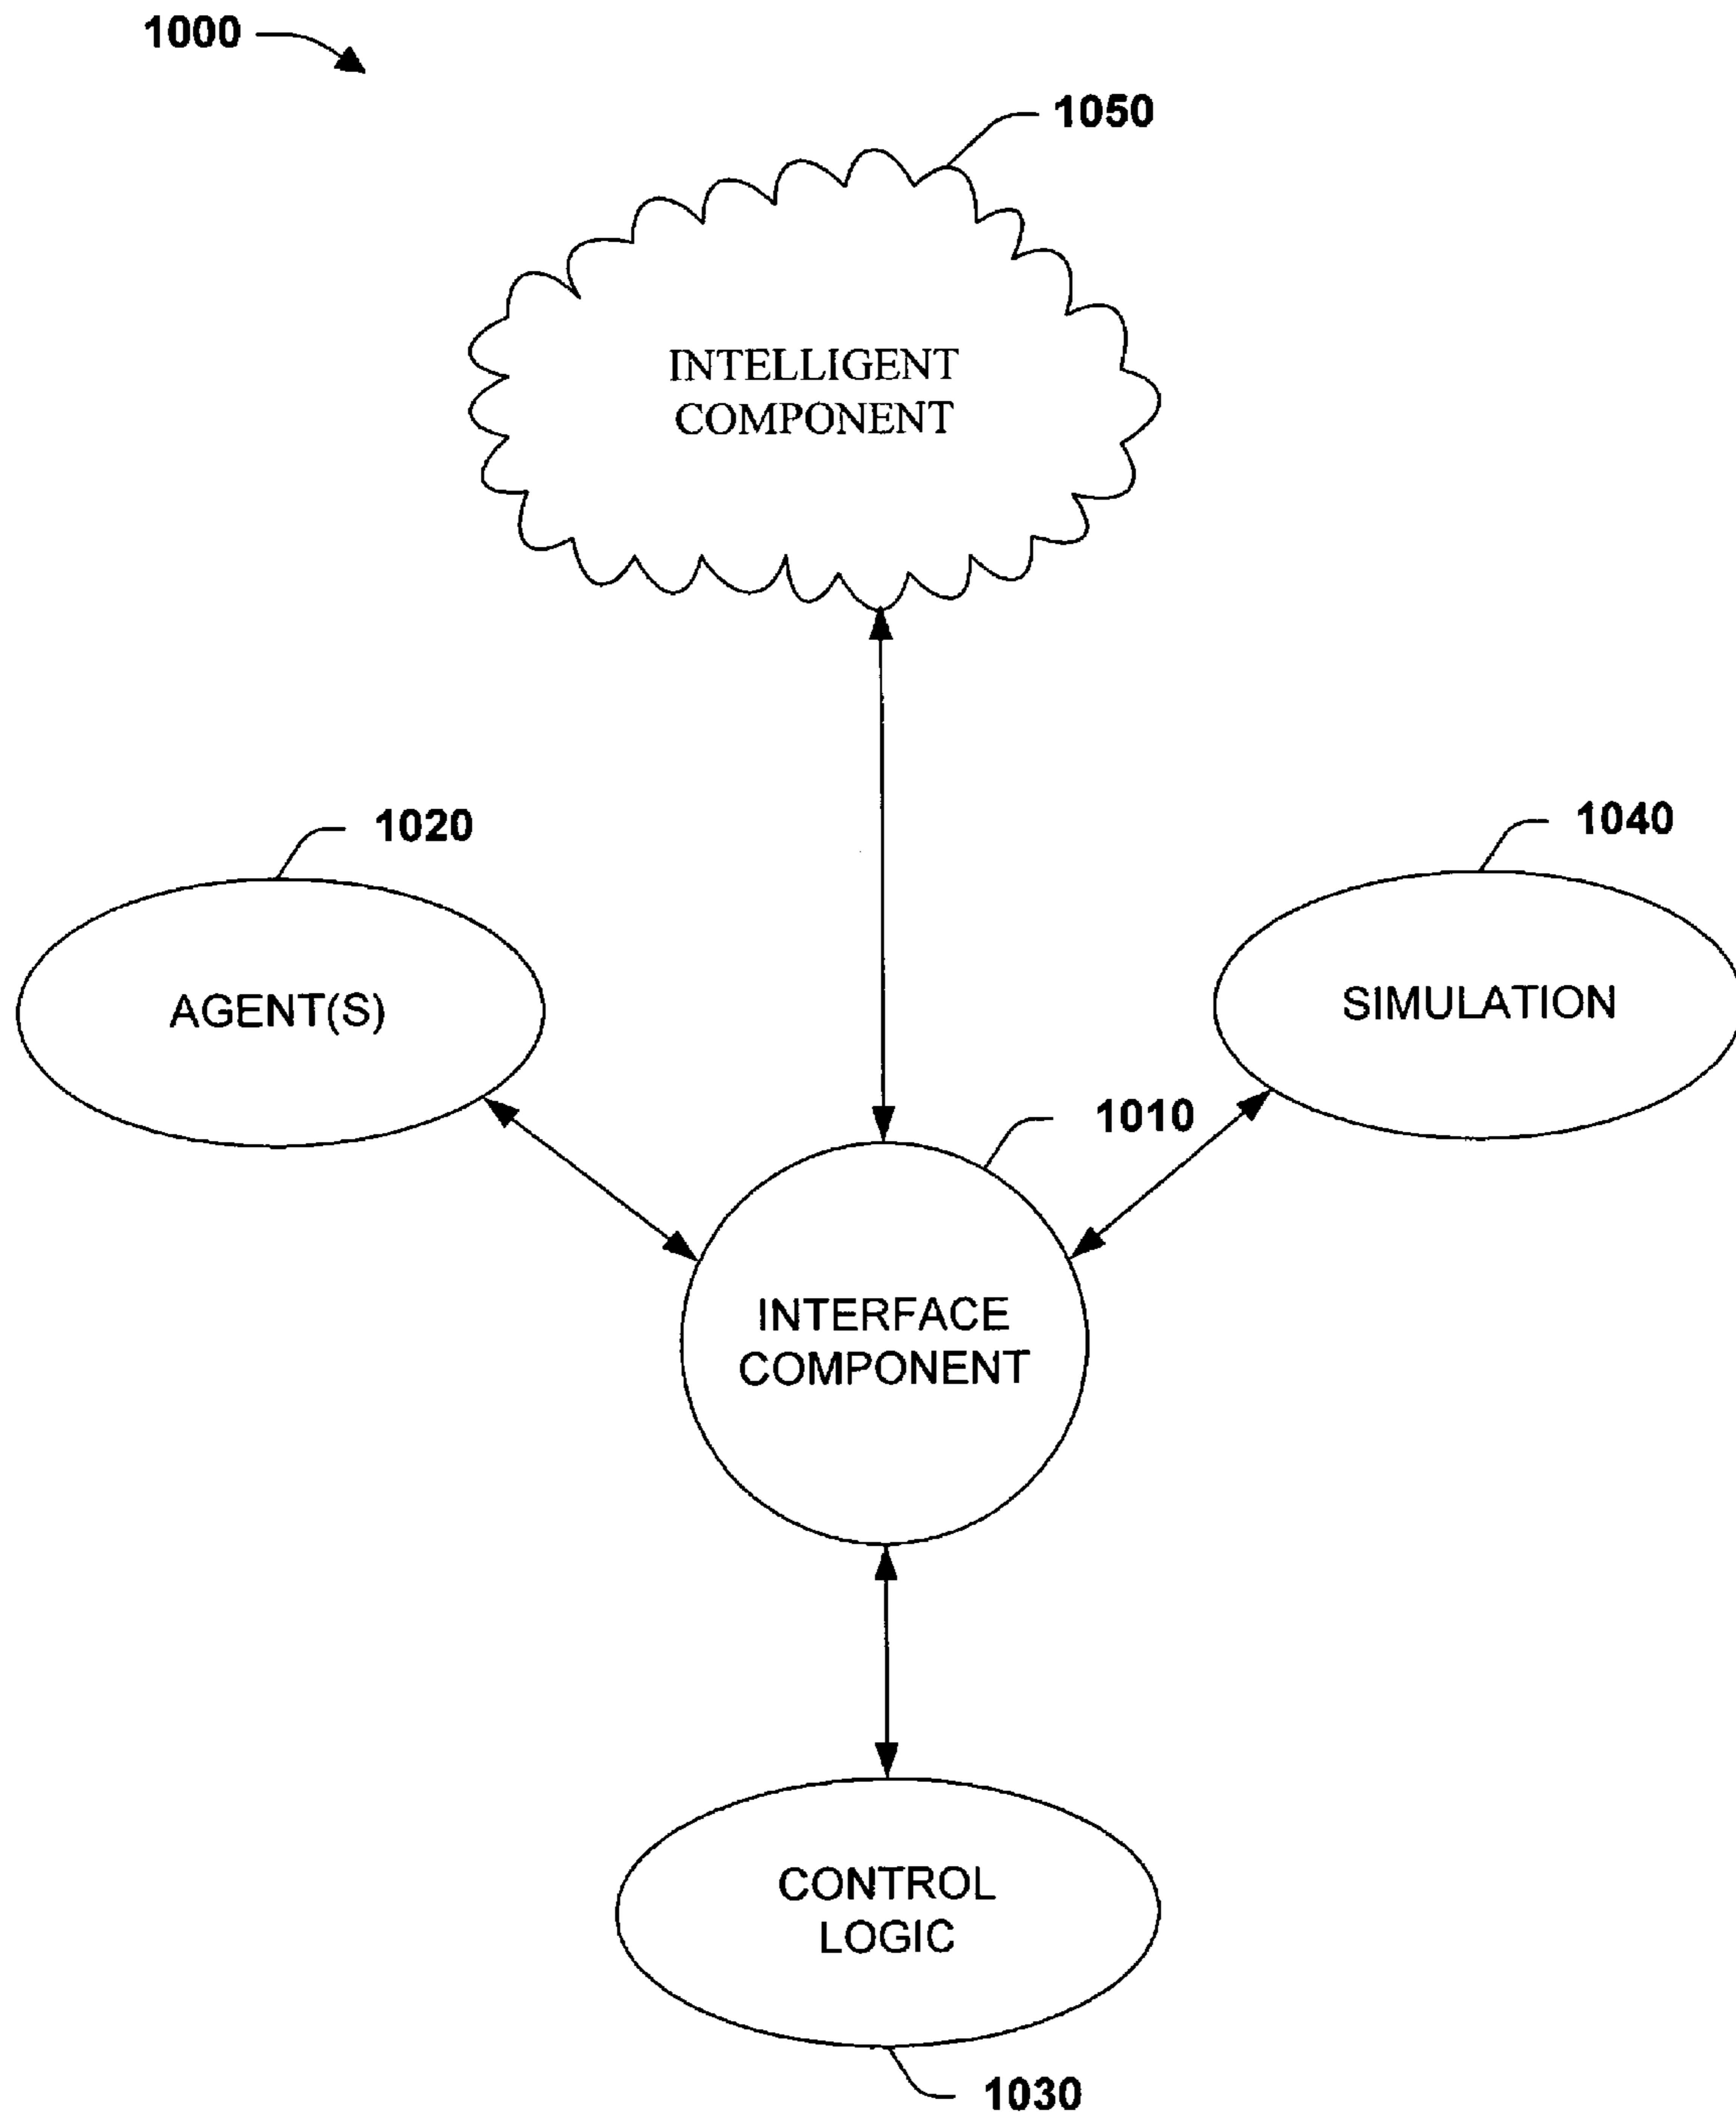 1000
1050
INTELLIGENT
COMPONENT
1020
1040
AGENT(S)
SIMULATION
1010
INTERFACE
COMPONENT
CONTROL
LOGIC
1030